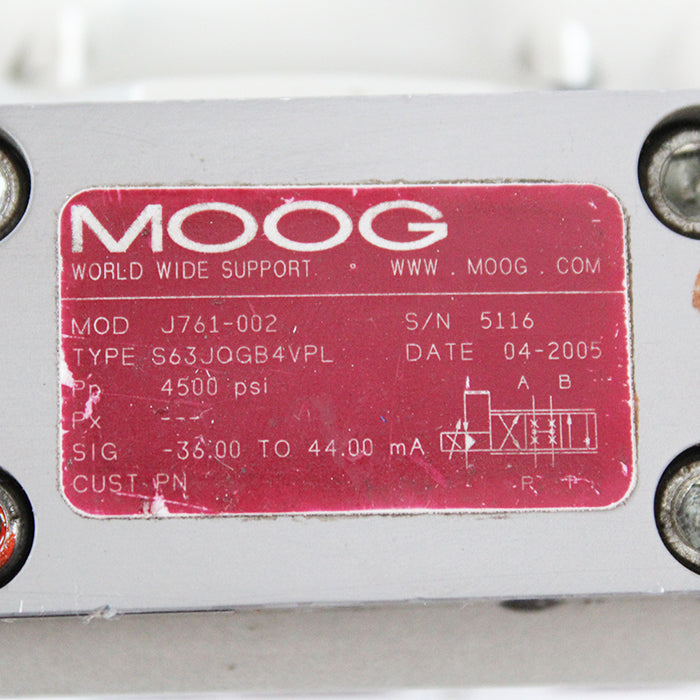 MOOG
WORLD WIDE SUPPORT ° WWW . MOOG . COM
MOD J761-002 , S/N 5116
TYPE S63JOGB4VPL DATE 04-2005
Pp 4500 psi A B
PX ---
SIG -36.00 TO 44.00 mA
CUST PN R P